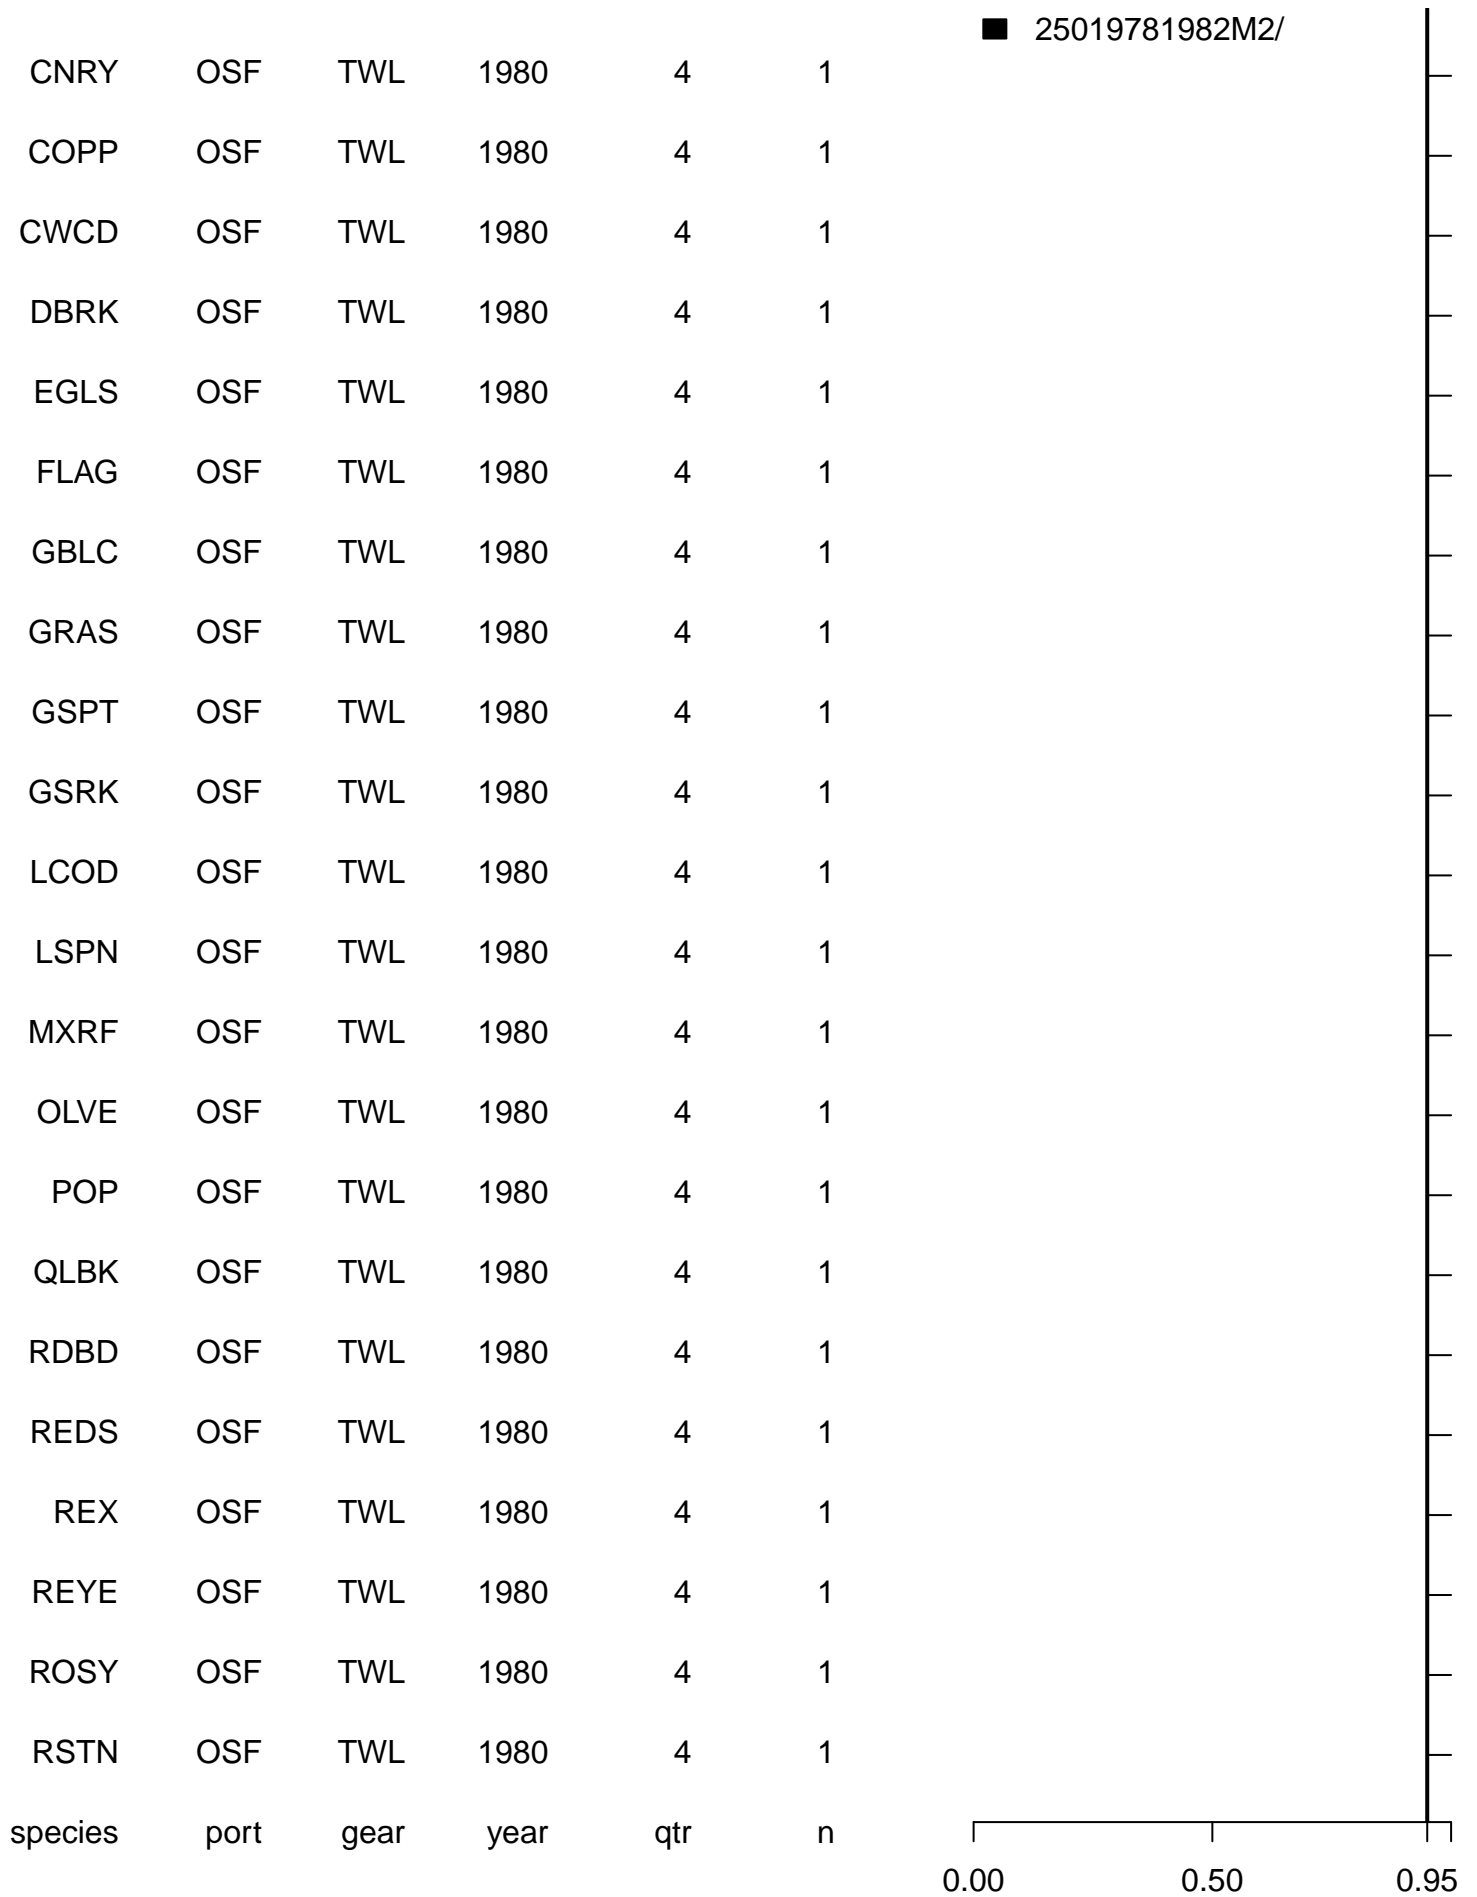 25019781982M2/
CNRY OSF TWL 1980 4 1
COPP OSF TWL 1980 4 1
CWCD OSF TWL 1980 4 1
DBRK OSF TWL 1980 4 1
EGLS OSF TWL 1980 4 1
FLAG OSF TWL 1980 4 1
GBLC OSF TWL 1980 4 1
GRAS OSF TWL 1980 4 1
GSPT OSF TWL 1980 4 1
GSRK OSF TWL 1980 4 1
LCOD OSF TWL 1980 4 1
LSPN OSF TWL 1980 4 1
MXRF OSF TWL 1980 4 1
OLVE OSF TWL 1980 4 1
POP OSF TWL 1980 4 1
QLBK OSF TWL 1980 4 1
RDBD OSF TWL 1980 4 1
REDS OSF TWL 1980 4 1
REX OSF TWL 1980 4 1
REYE OSF TWL 1980 4 1
ROSY OSF TWL 1980 4 1
RSTN OSF TWL 1980 4 1
species port gear year qtr n
0.00 0.50 0.95